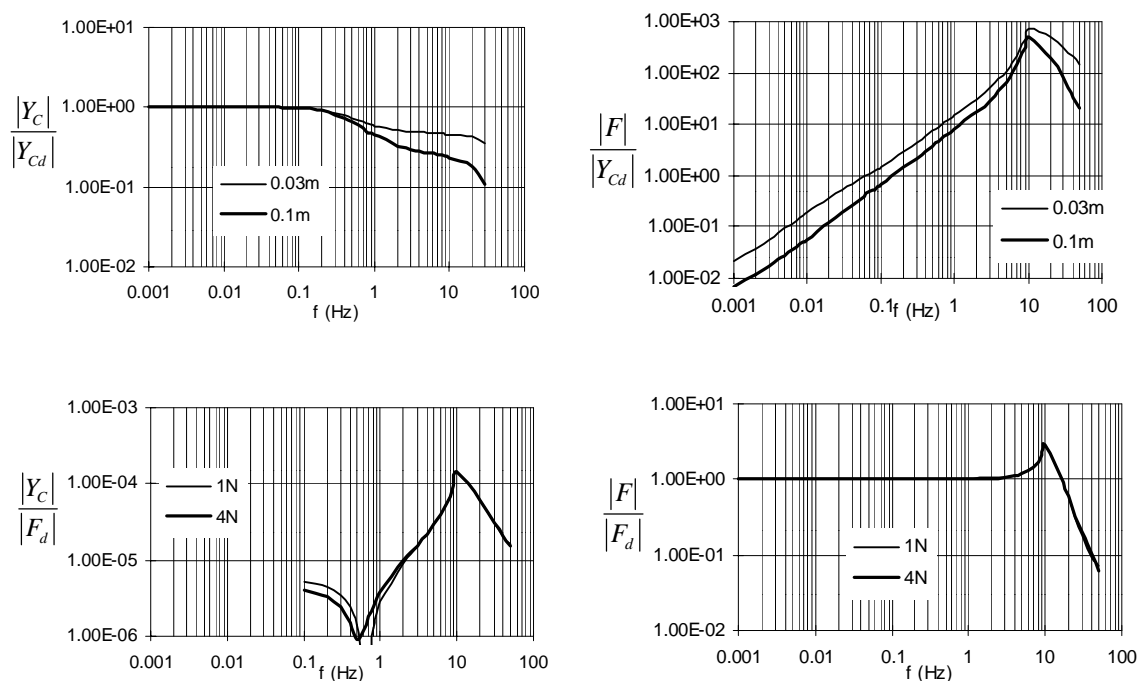 |Y_C|
|Y_Cd|
1.00E+01
1.00E+00
1.00E-01
1.00E-02
0.03m
0.1m
0.001 0.01 0.1 1 10 100
f (Hz)
|F|
|Y_Cd|
1.00E+03
1.00E+02
1.00E+01
1.00E+00
1.00E-01
1.00E-02
0.03m
0.1m
0.001 0.01 0.1 1 10 100
f (Hz)
|Y_C|
|F_d|
1.00E-03
1.00E-04
1.00E-05
1.00E-06
1N
4N
0.001 0.01 0.1 1 10 100
f (Hz)
|F|
|F_d|
1.00E+01
1.00E+00
1.00E-01
1.00E-02
1N
4N
0.001 0.01 0.1 1 10 100
f (Hz)